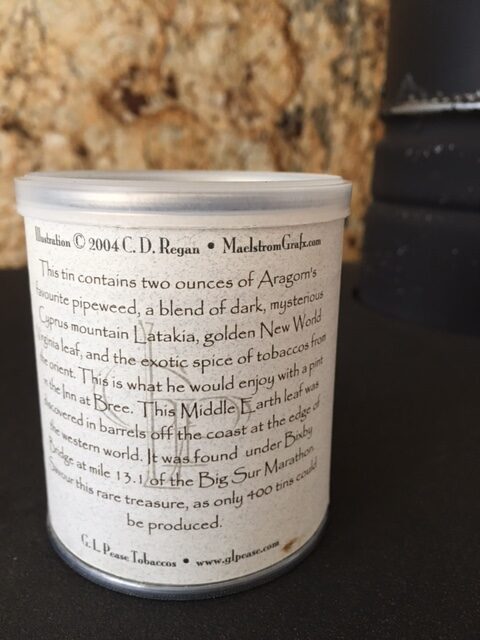 Illustration © 2004 C. D. Regan • MaelstromGrafx.com
This tin contains two ounces of Aragorn's
favourite pipeweed, a blend of dark, mysterious
Cyprus mountain Latakia, golden New World
Virginia leaf, and the exotic spice of tobaccos from
the orient. This is what he would enjoy with a pint
in the Inn at Bree. This Middle Earth leaf was
discovered in barrels off the coast at the edge of
the western world. It was found under Bixby
Bridge at mile 13.1 of the Big Sur Marathon.
Savour this rare treasure, as only 400 tins could
be produced.
G. L. Pease Tobaccos • www.glpease.com